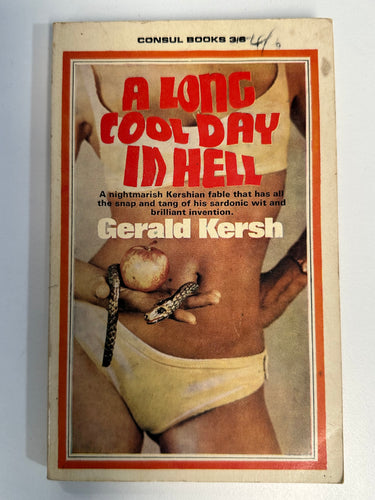 CONSUL BOOKS 3/6 4/6
A LONG
COOL DAY
IN HELL
A nightmarish Kershian fable that has all
the snap and tang of his sardonic wit and
brilliant invention.
Gerald Kersh